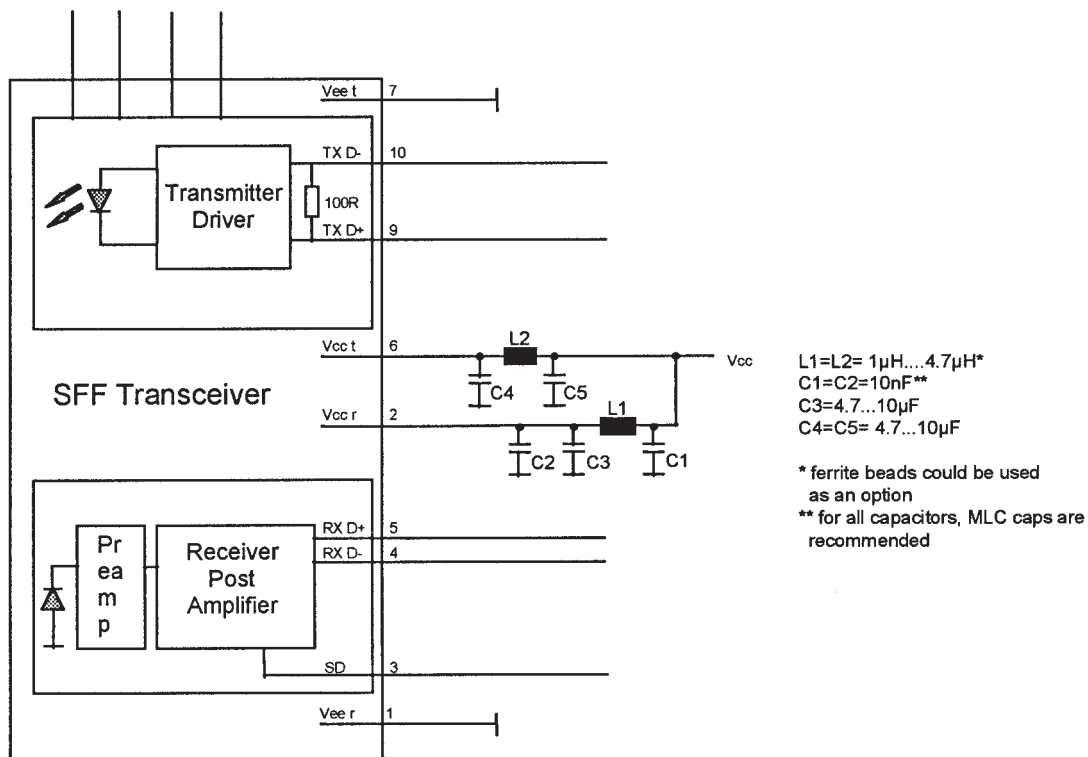 Vee t 7
TX D- 10
Transmitter
Driver
100R
TX D+ 9
Vcc t 6
L2
Vcc
C4
C5
SFF Transceiver
Vcc r 2
L1
C2
C3
C1
L1=L2= 1µH....4.7µH*
C1=C2=10nF**
C3=4.7...10µF
C4=C5= 4.7...10µF
* ferrite beads could be used
as an option
** for all capacitors, MLC caps are
recommended
RX D+ 5
RX D- 4
Pr
ea
m
p
Receiver
Post
Amplifier
SD 3
Vee r 1